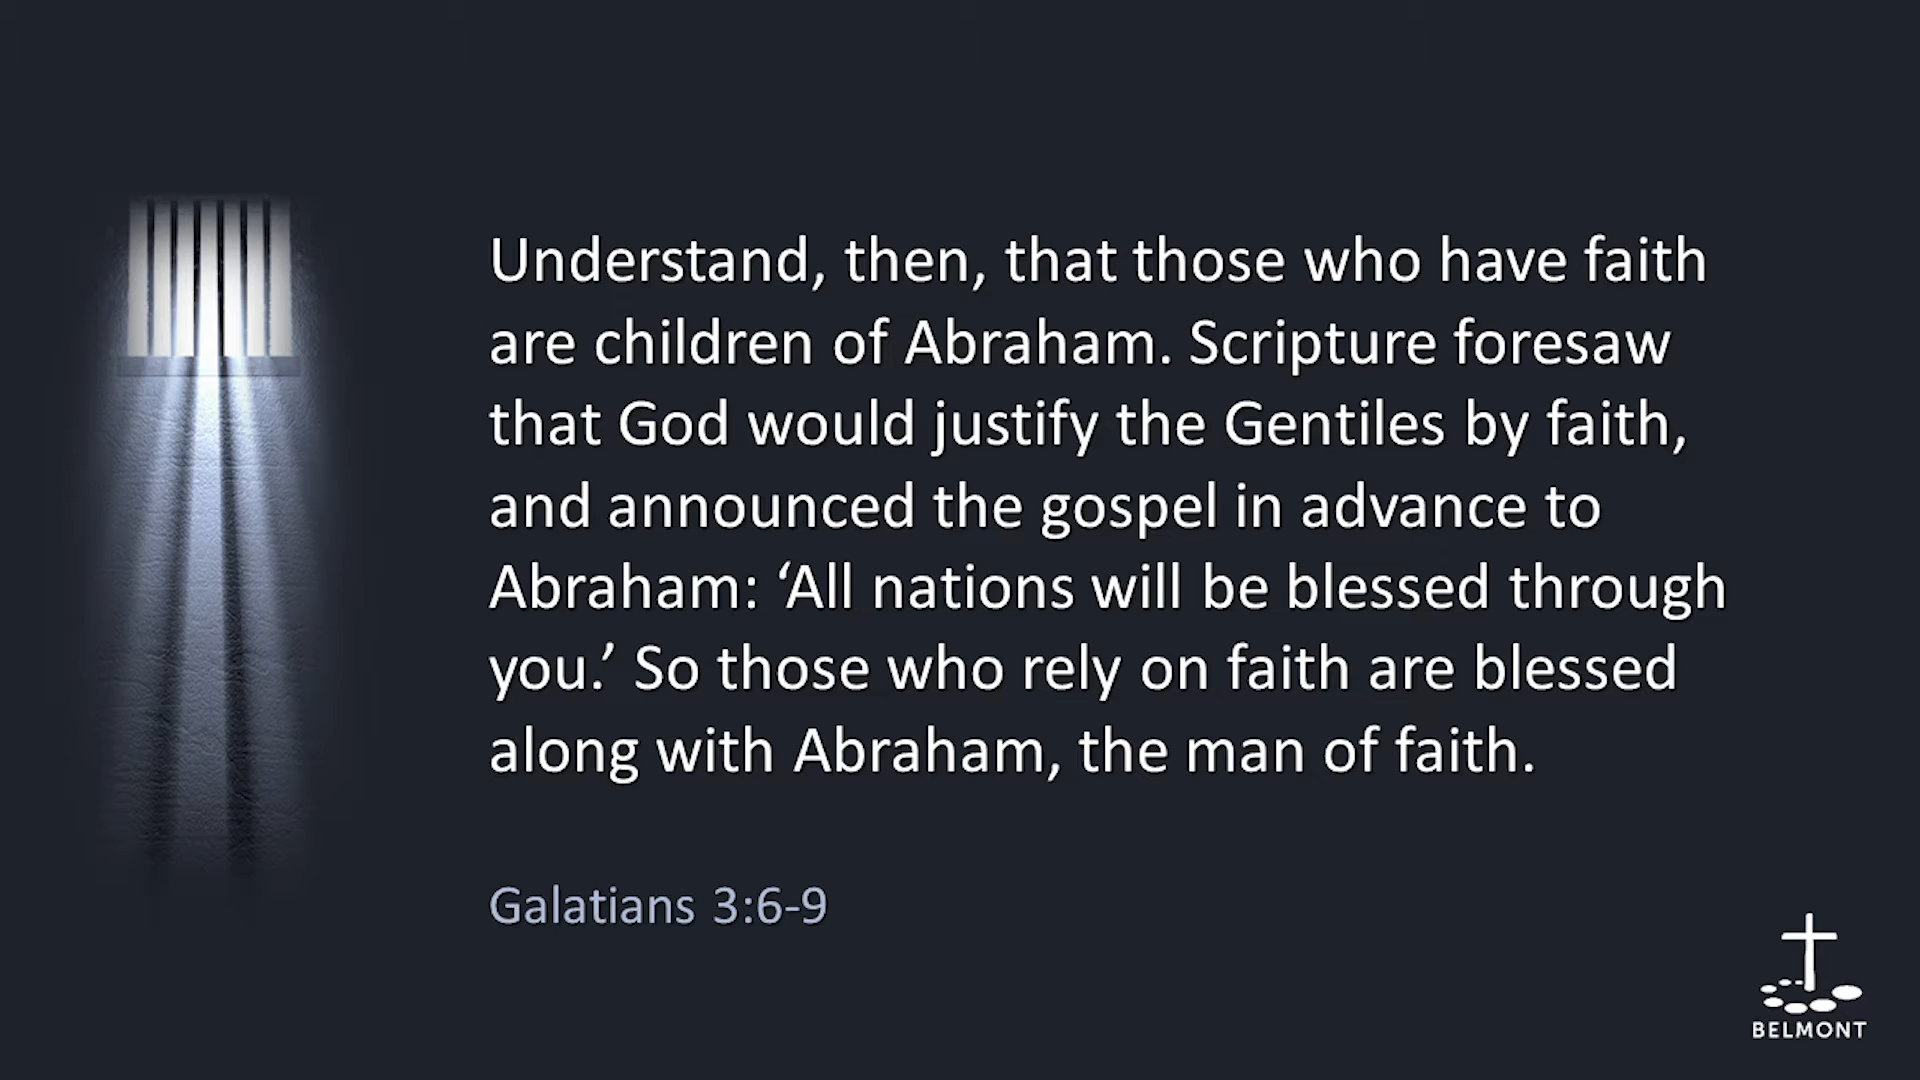 Understand, then, that those who have faith
are children of Abraham. Scripture foresaw
that God would justify the Gentiles by faith,
and announced the gospel in advance to
Abraham: ‘All nations will be blessed through
you.’ So those who rely on faith are blessed
along with Abraham, the man of faith.
Galatians 3:6-9
BELMONT